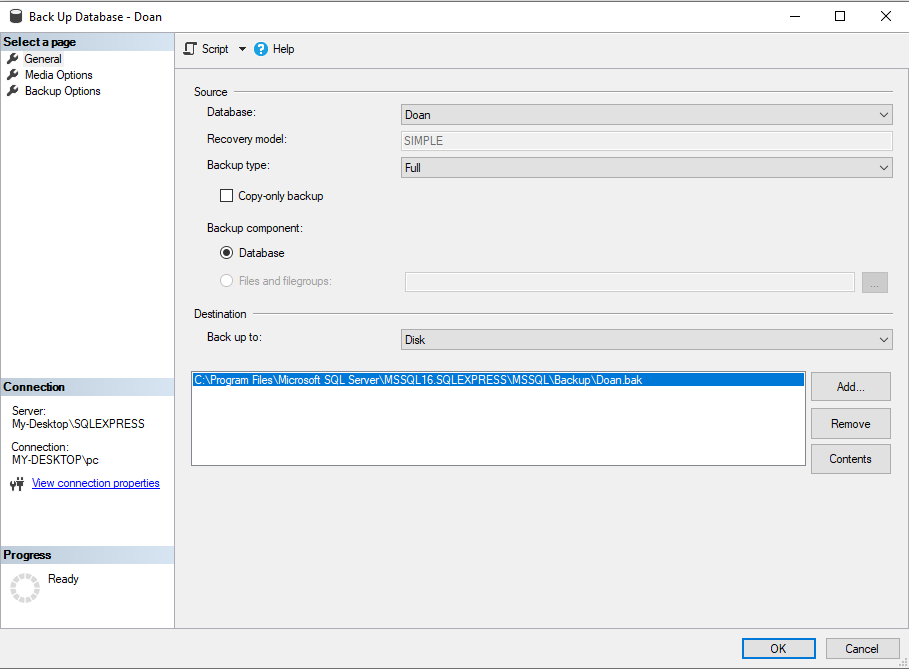 Back Up Database - Doan
Select a page
General
Media Options
Backup Options
Script
Help
Source
Database:
Doan
Recovery model:
SIMPLE
Backup type:
Full
Copy-only backup
Backup component:
Database
Files and filegroups:
...
Destination
Back up to:
Disk
C:\Program Files\Microsoft SQL Server\MSSQL16.SQLEXPRESS\MSSQL\Backup\Doan.bak
Add...
Remove
Contents
Connection
Server:
My-Desktop\SQLEXPRESS
Connection:
MY-DESKTOP\pc
View connection properties
Progress
Ready
OK
Cancel